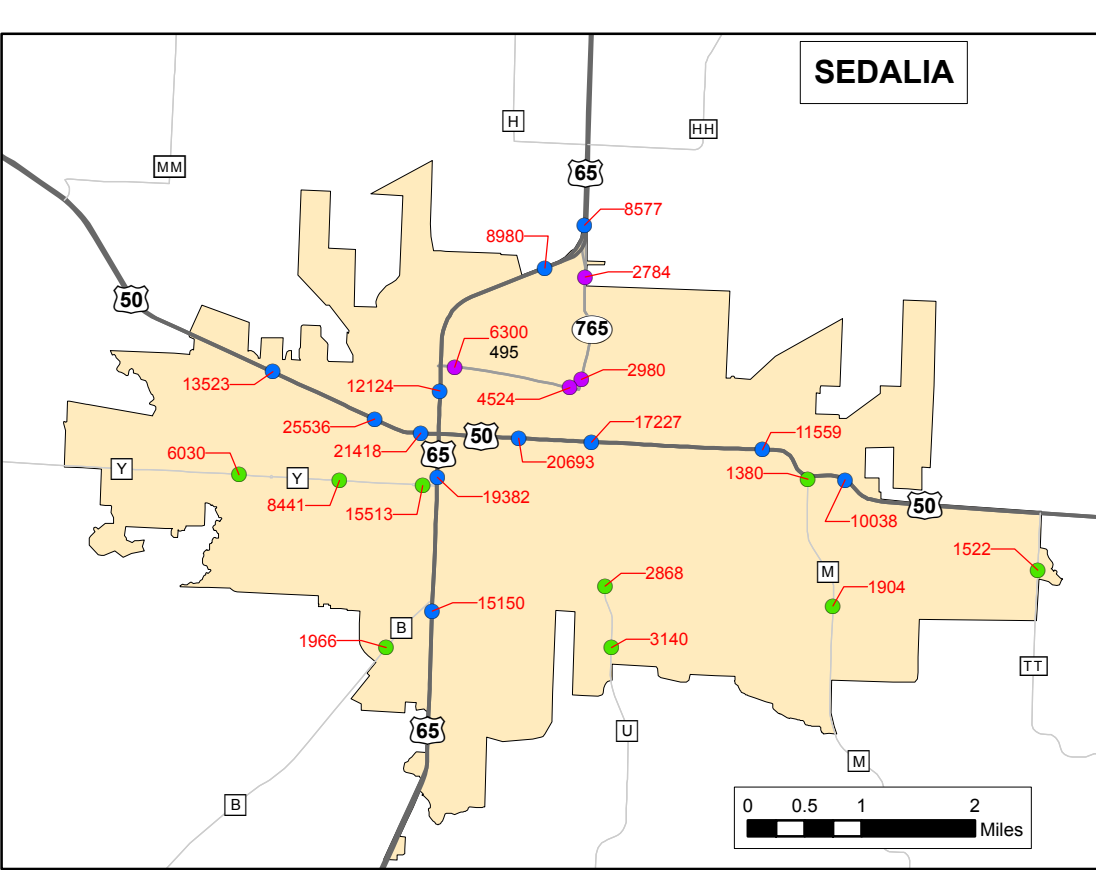 SEDALIA
H
HH
MM
65
8577
8980
2784
50
765
6300
495
13523
12124
2980
4524
25536
17227
21418
50
11559
65
20693
6030
Y
Y
1380
8441
19382
15513
50
10038
1522
2868
M
1904
15150
B
1966
3140
TT
65
U
M
B
0 0.5 1 2
Miles